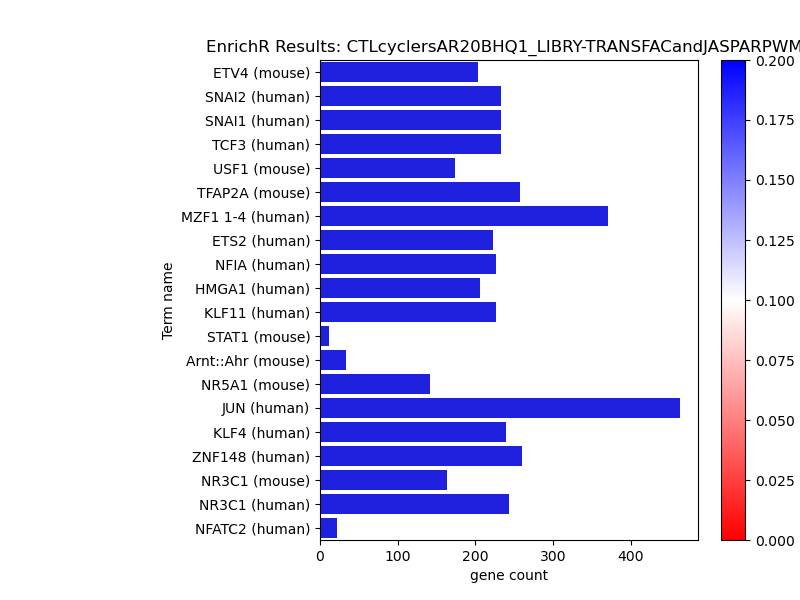 EnrichR Results: CTLcyclersAR20BHQ1_LIBRY-TRANSFACandJASPARPWM
Term name
ETV4 (mouse)
SNAI2 (human)
SNAI1 (human)
TCF3 (human)
USF1 (mouse)
TFAP2A (mouse)
MZF1 1-4 (human)
ETS2 (human)
NFIA (human)
HMGA1 (human)
KLF11 (human)
STAT1 (mouse)
Arnt::Ahr (mouse)
NR5A1 (mouse)
JUN (human)
KLF4 (human)
ZNF148 (human)
NR3C1 (mouse)
NR3C1 (human)
NFATC2 (human)
0 100 200 300 400
gene count
0.200
0.175
0.150
0.125
0.100
0.075
0.050
0.025
0.000